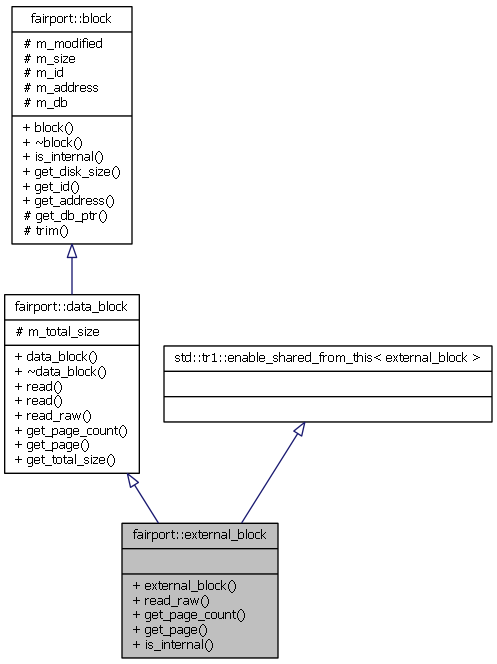 fairport::block
# m_modified
# m_size
# m_id
# m_address
# m_db
+ block()
+ ~block()
+ is_internal()
+ get_disk_size()
+ get_id()
+ get_address()
# get_db_ptr()
# trim()
fairport::data_block
# m_total_size
+ data_block()
+ ~data_block()
+ read()
+ read()
+ read_raw()
+ get_page_count()
+ get_page()
+ get_total_size()
std::tr1::enable_shared_from_this< external_block >
fairport::external_block
+ external_block()
+ read_raw()
+ get_page_count()
+ get_page()
+ is_internal()